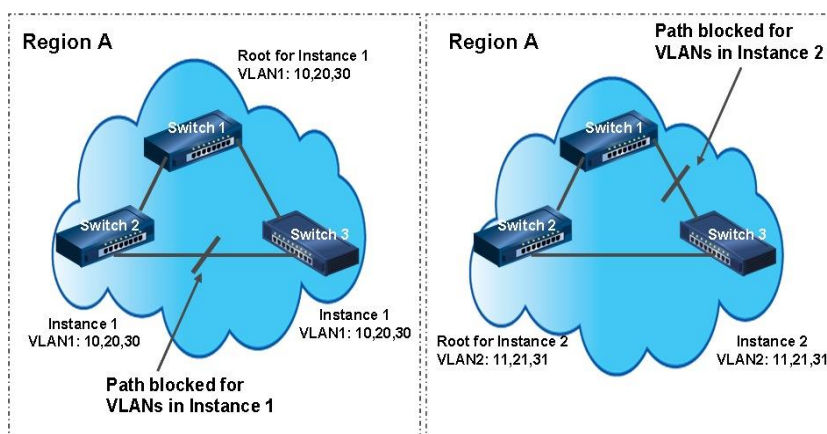 Region A
Root for Instance 1
VLAN1: 10,20,30
Switch 1
Switch 2
Switch 3
Instance 1
VLAN1: 10,20,30
Instance 1
VLAN1: 10,20,30
Path blocked for
VLANs in Instance 1
Region A
Path blocked for
VLANs in Instance 2
Switch 1
Switch 2
Switch 3
Root for Instance 2
VLAN2: 11,21,31
Instance 2
VLAN2: 11,21,31